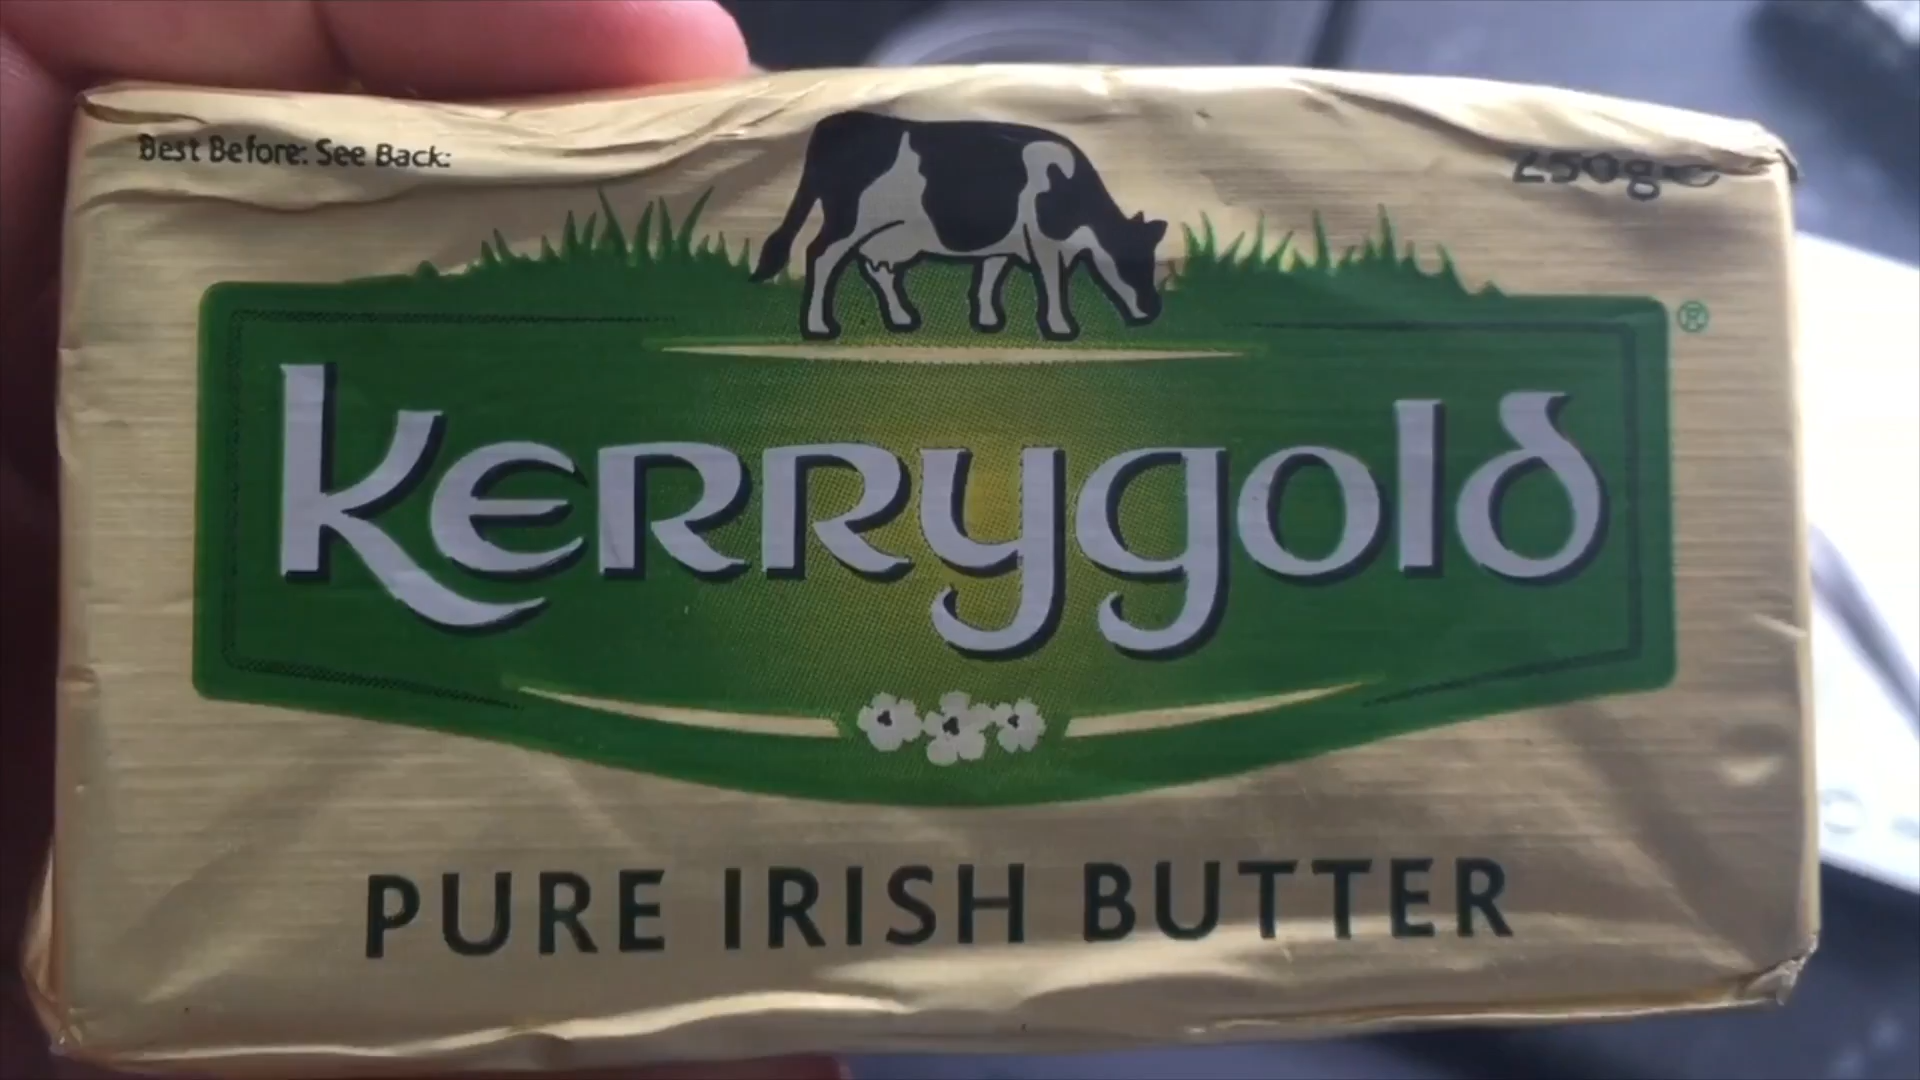 Best Before: See Back:
250g ℮
®
Kerrygold
PURE IRISH BUTTER